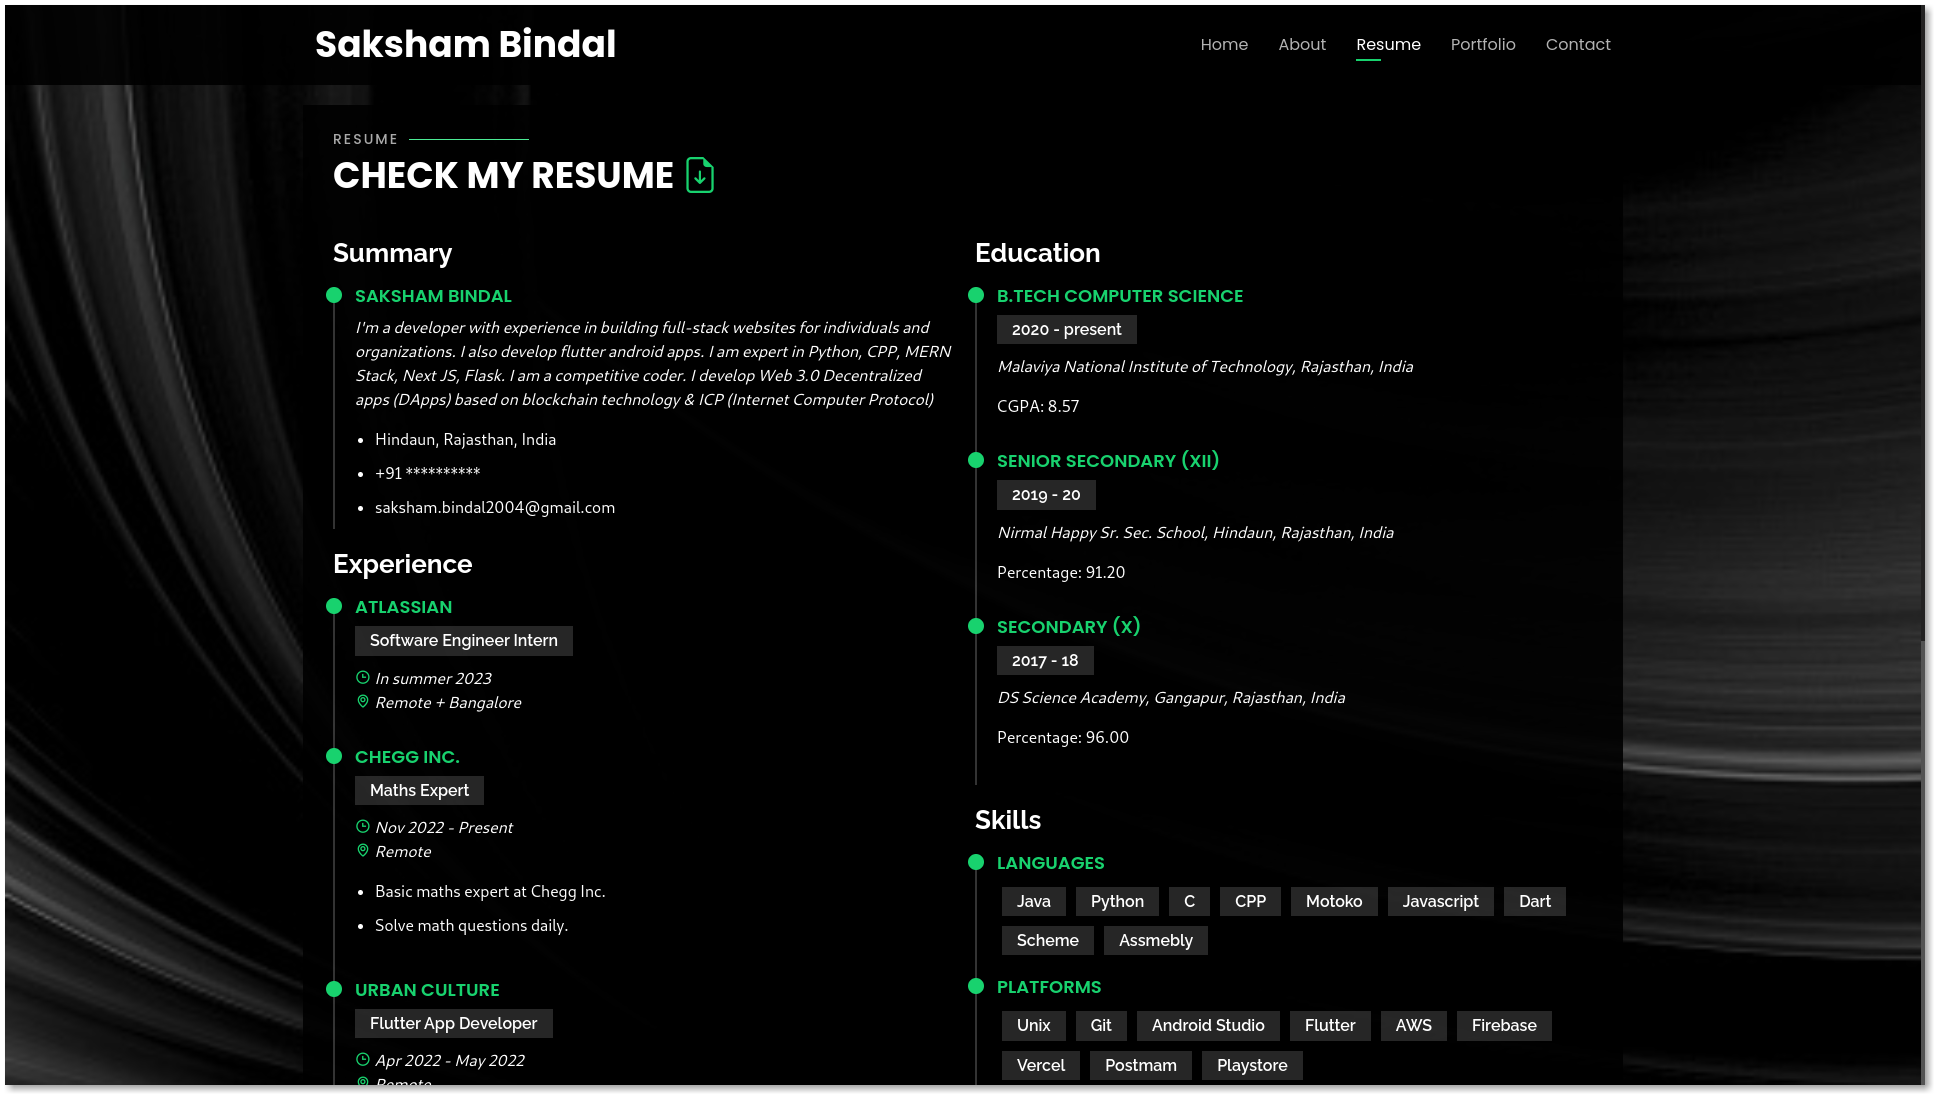 Saksham Bindal
Home About Resume Portfolio Contact
RESUME
CHECK MY RESUME
Summary
SAKSHAM BINDAL
I'm a developer with experience in building full-stack websites for individuals and
organizations. I also develop flutter android apps. I am expert in Python, CPP, MERN
Stack, Next JS, Flask. I am a competitive coder. I develop Web 3.0 Decentralized
apps (DApps) based on blockchain technology & ICP (Internet Computer Protocol)
Hindaun, Rajasthan, India
+91 **********
saksham.bindal2004@gmail.com
Experience
ATLASSIAN
Software Engineer Intern
In summer 2023
Remote + Bangalore
CHEGG INC.
Maths Expert
Nov 2022 - Present
Remote
Basic maths expert at Chegg Inc.
Solve math questions daily.
URBAN CULTURE
Flutter App Developer
Apr 2022 - May 2022
Remote
Education
B.TECH COMPUTER SCIENCE
2020 - present
Malaviya National Institute of Technology, Rajasthan, India
CGPA: 8.57
SENIOR SECONDARY (XII)
2019 - 20
Nirmal Happy Sr. Sec. School, Hindaun, Rajasthan, India
Percentage: 91.20
SECONDARY (X)
2017 - 18
DS Science Academy, Gangapur, Rajasthan, India
Percentage: 96.00
Skills
LANGUAGES
Java Python C CPP Motoko Javascript Dart
Scheme Assmebly
PLATFORMS
Unix Git Android Studio Flutter AWS Firebase
Vercel Postmam Playstore